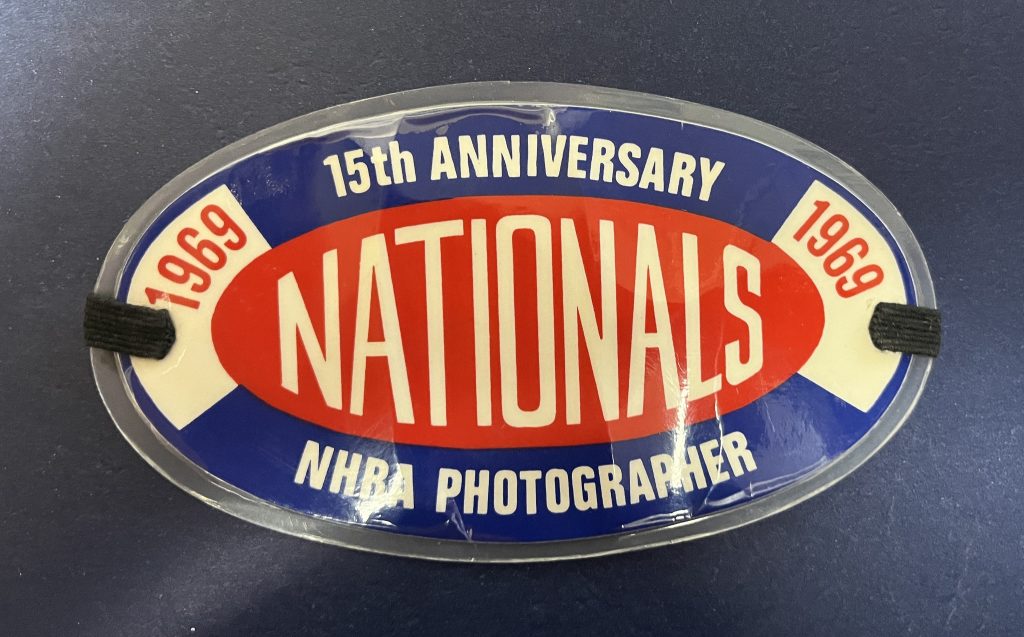 15th ANNIVERSARY
1969
NATIONALS
1969
NHRA PHOTOGRAPHER